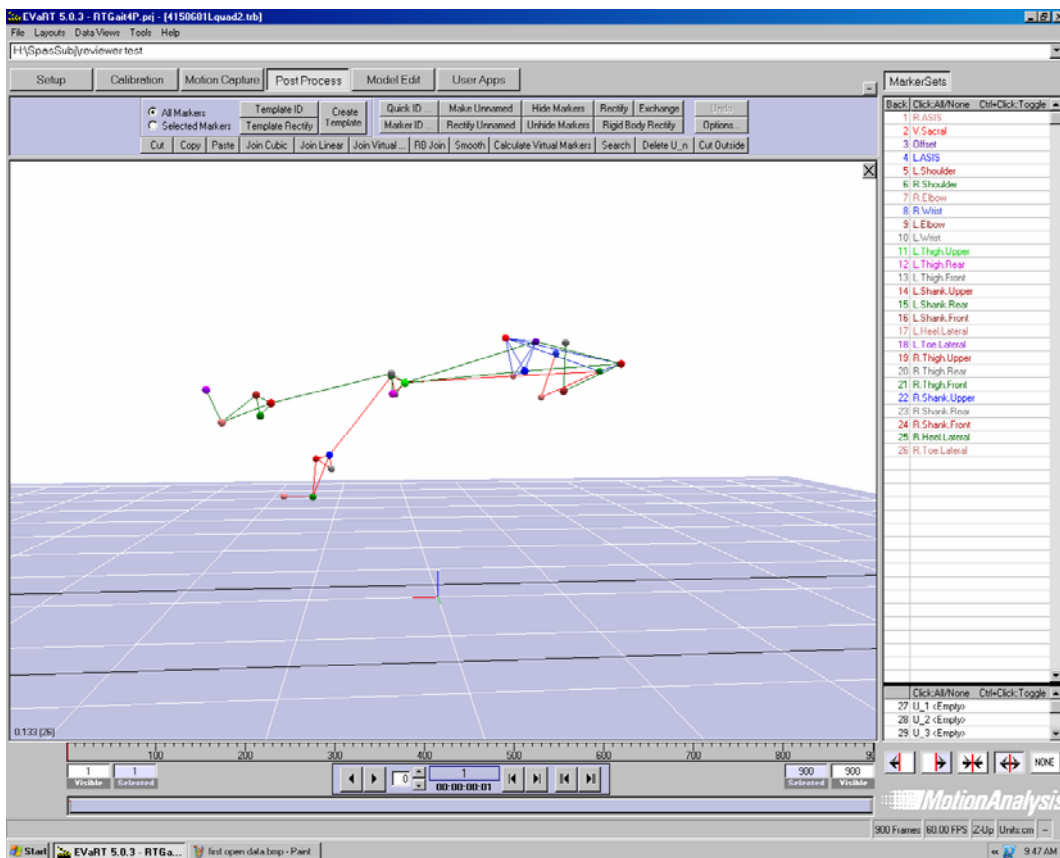 EVaRT 5.0.3 - RTGait4P.prj - [4150601Lquad2.trb]
File Layouts Data Views Tools Help
H:\SpasSubj\reviewer test
Setup Calibration Motion Capture Post Process Model Edit User Apps
MarkerSets
All Markers
Selected Markers
Template ID
Template Rectify
Create Template
Quick ID ... Make Unnamed Hide Markers Rectify Exchange Undo
Marker ID ... Rectify Unnamed Unhide Markers Rigid Body Rectify Options...
Cut Copy Paste Join Cubic Join Linear Join Virtual ... RB Join Smooth Calculate Virtual Markers Search Delete U_n Cut Outside
Back Click:All/None Ctrl+Click:Toggle
1 R.ASIS
2 V.Sacral
3 Offset
4 L.ASIS
5 L.Shoulder
6 R.Shoulder
7 R.Elbow
8 R.Wrist
9 L.Elbow
10 L.Wrist
11 L.Thigh.Upper
12 L.Thigh.Rear
13 L.Thigh.Front
14 L.Shank.Upper
15 L.Shank.Rear
16 L.Shank.Front
17 L.Heel.Lateral
18 L.Toe.Lateral
19 R.Thigh.Upper
20 R.Thigh.Rear
21 R.Thigh.Front
22 R.Shank.Upper
23 R.Shank.Rear
24 R.Shank.Front
25 R.Heel.Lateral
26 R.Toe.Lateral
Click:All/None Ctrl+Click:Toggle
27 U_1 <Empty>
28 U_2 <Empty>
29 U_3 <Empty>
0.133 (26)
100 200 300 400 500 600 700 800 90
1 1
Visible Selected
0
1
00:00:00:01
900 900
Selected Visible
NONE
MotionAnalysis
900 Frames 60.00 FPS Z-Up Units:cm --
Start EVaRT 5.0.3 - RTGa... first open data.bmp - Paint 9:47 AM